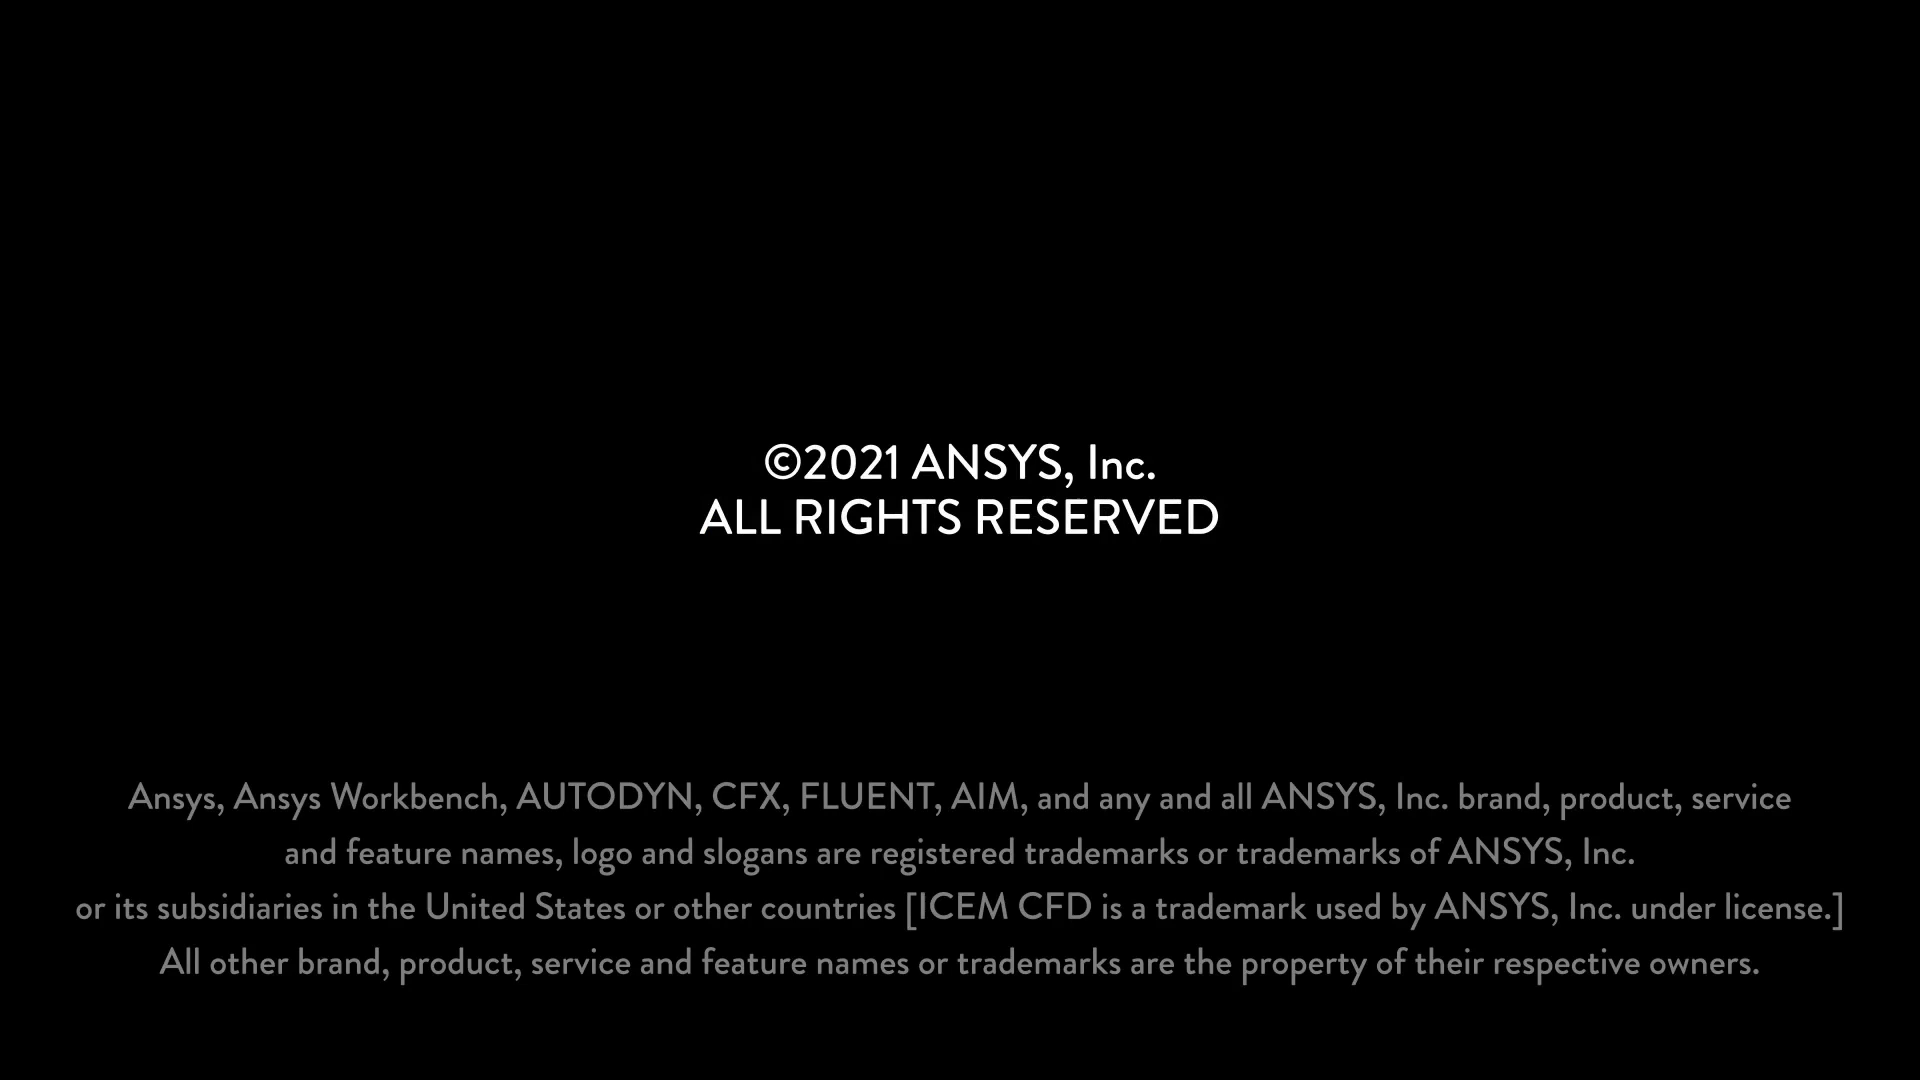 ©2021 ANSYS, Inc.
ALL RIGHTS RESERVED
Ansys, Ansys Workbench, AUTODYN, CFX, FLUENT, AIM, and any and all ANSYS, Inc. brand, product, service
and feature names, logo and slogans are registered trademarks or trademarks of ANSYS, Inc.
or its subsidiaries in the United States or other countries [ICEM CFD is a trademark used by ANSYS, Inc. under license.]
All other brand, product, service and feature names or trademarks are the property of their respective owners.